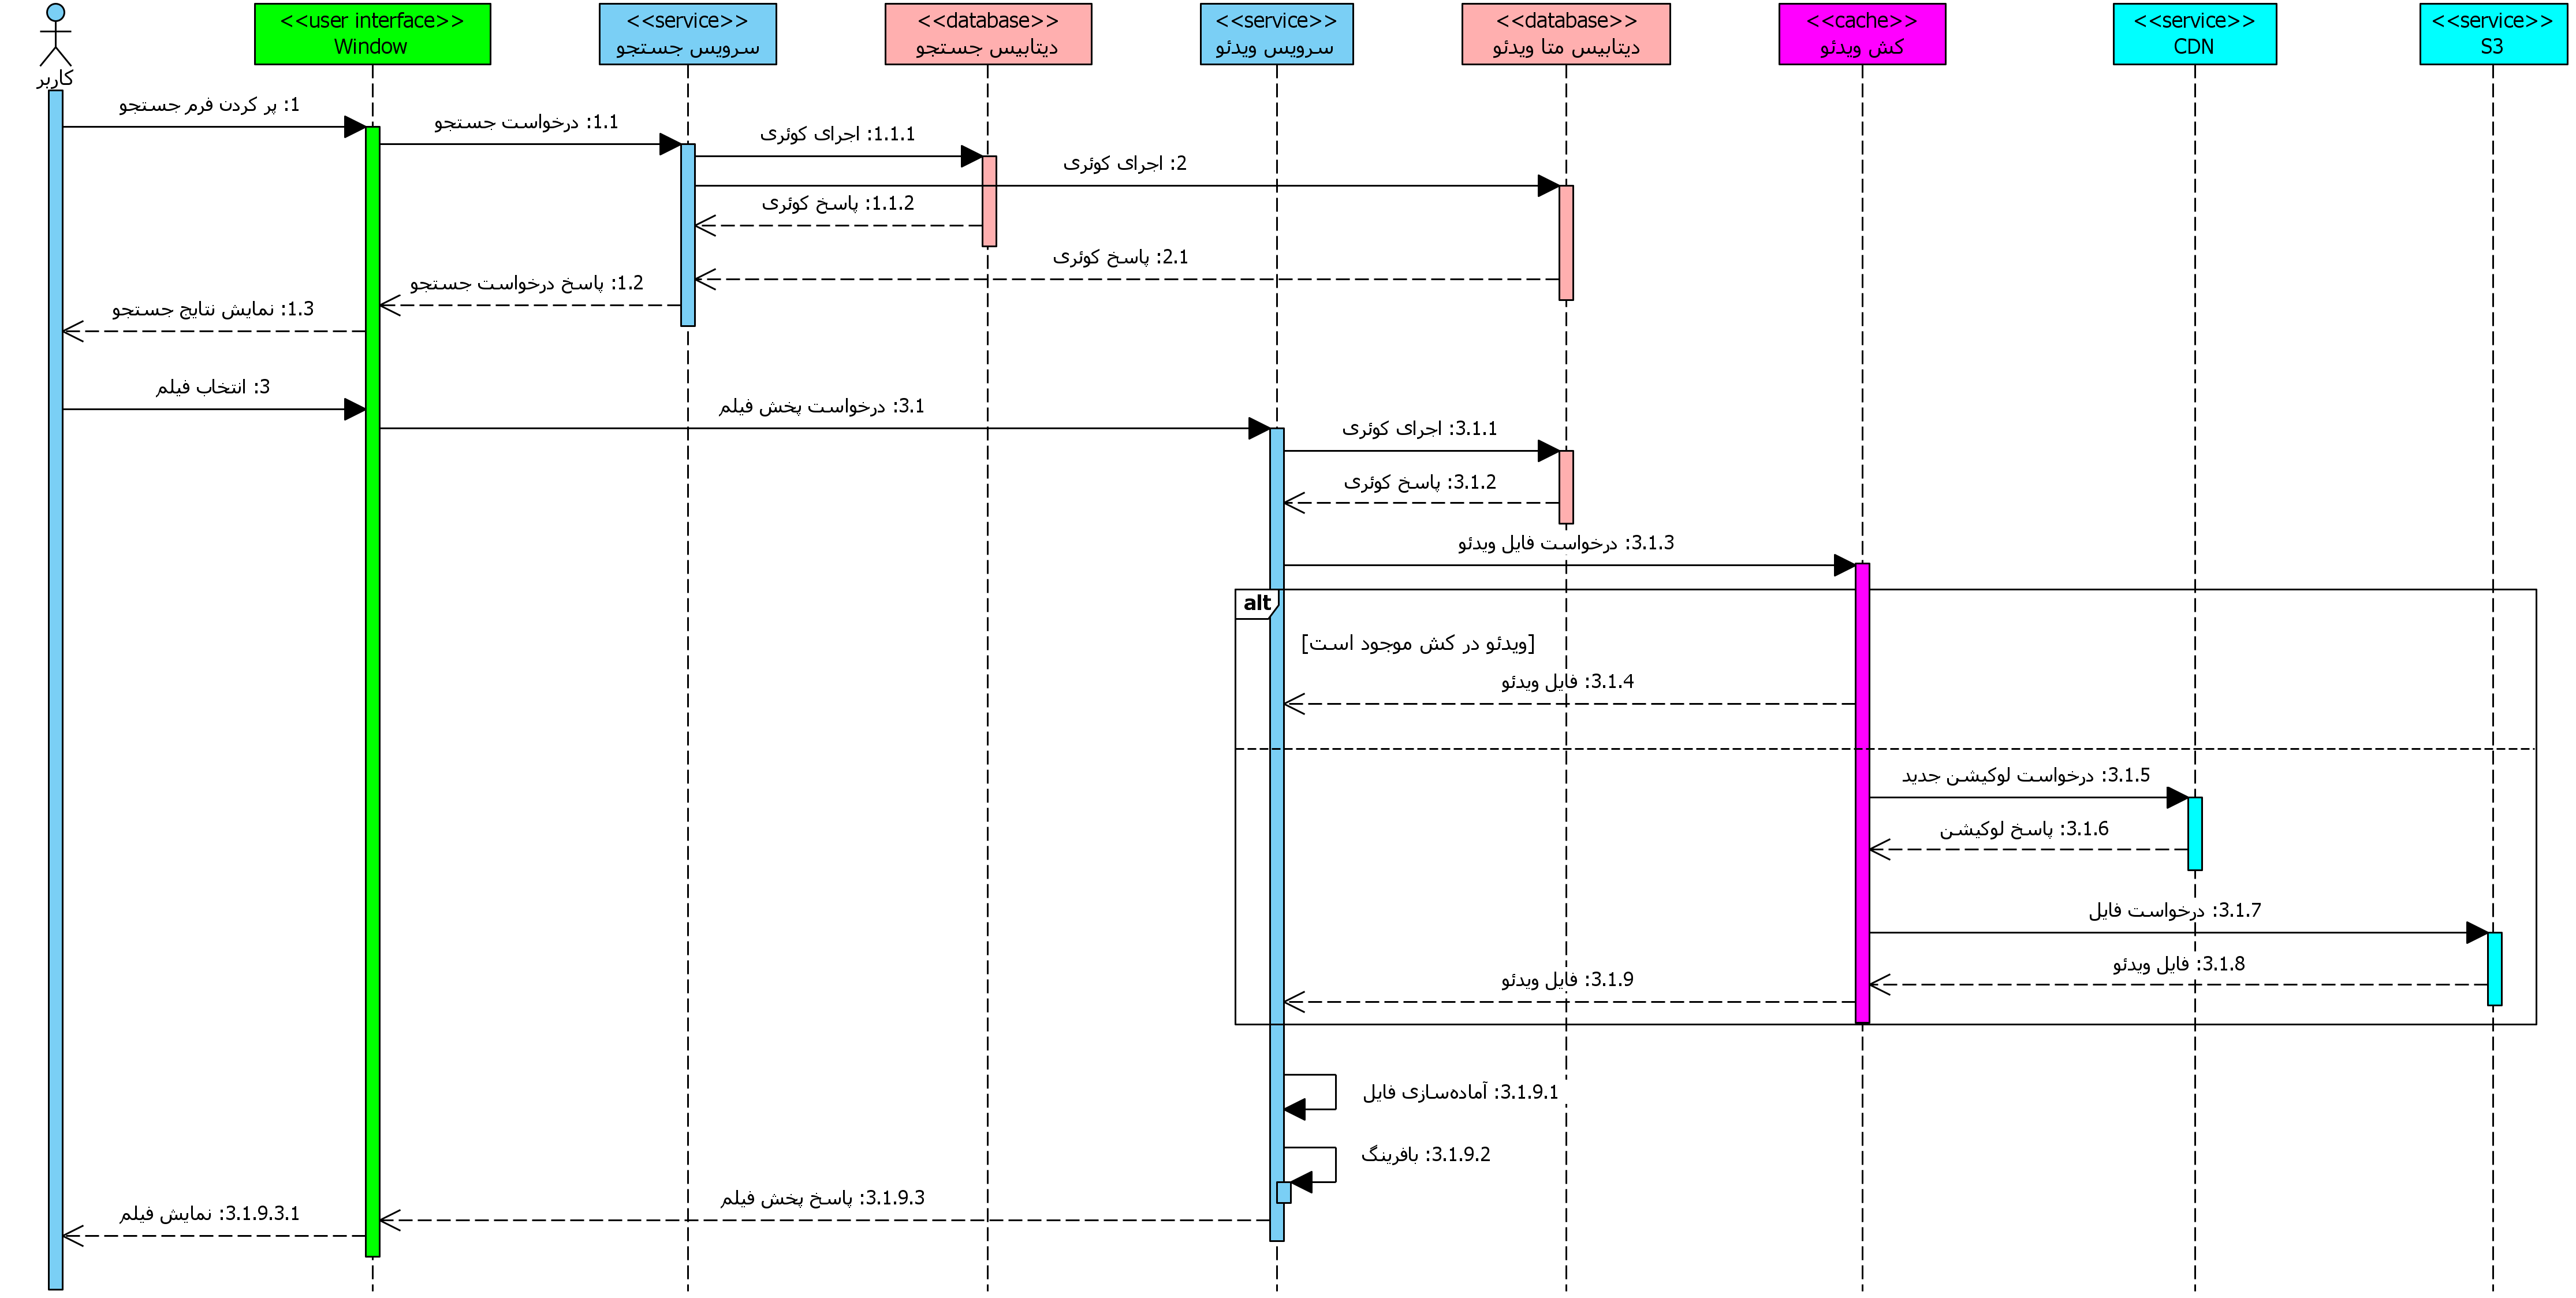 کاربر
<<user interface>>
Window
<<service>>
سرویس جستجو
<<database>>
دیتابیس جستجو
<<service>>
سرویس ویدئو
<<database>>
دیتابیس متا ویدئو
<<cache>>
کش ویدئو
<<service>>
CDN
<<service>>
S3
1: پر کردن فرم جستجو
1.1: درخواست جستجو
1.1.1: اجرای کوئری
2: اجرای کوئری
1.1.2: پاسخ کوئری
2.1: پاسخ کوئری
1.2: پاسخ درخواست جستجو
1.3: نمایش نتایج جستجو
3: انتخاب فیلم
3.1: درخواست پخش فیلم
3.1.1: اجرای کوئری
3.1.2: پاسخ کوئری
3.1.3: درخواست فایل ویدئو
alt
[ویدئو در کش موجود است]
3.1.4: فایل ویدئو
3.1.5: درخواست لوکیشن جدید
3.1.6: پاسخ لوکیشن
3.1.7: درخواست فایل
3.1.8: فایل ویدئو
3.1.9: فایل ویدئو
3.1.9.1: آماده‌سازی فایل
3.1.9.2: بافرینگ
3.1.9.3: پاسخ پخش فیلم
3.1.9.3.1: نمایش فیلم